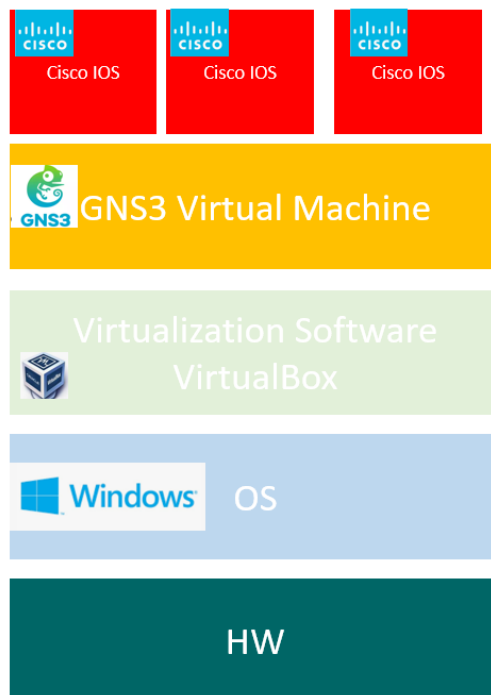 CISCO
CISCO
CISCO
Cisco IOS
Cisco IOS
Cisco IOS
GNS3
GNS3 Virtual Machine
Virtualization Software
VirtualBox
Windows
OS
HW